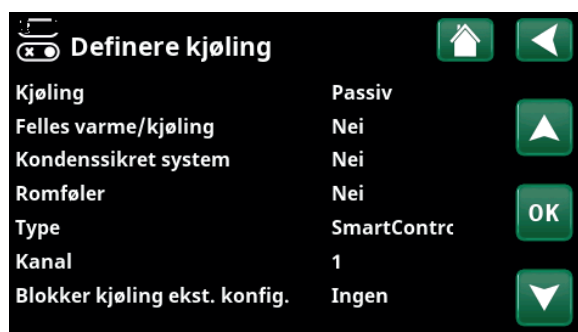 Definere kjøling
Kjøling Passiv
Felles varme/kjøling Nei
Kondenssikret system Nei
Romføler Nei
Type SmartContrc
Kanal 1
OK
Blokker kjøling ekst. konfig. Ingen